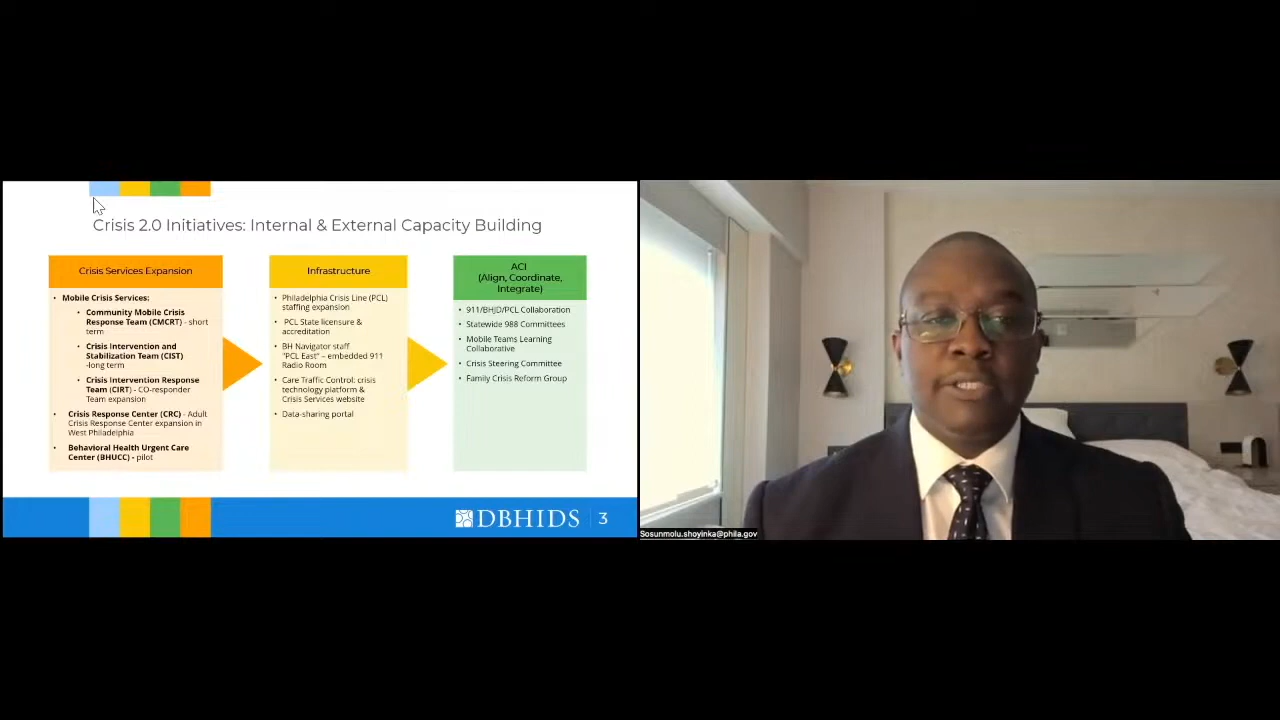 Crisis 2.0 Initiatives: Internal & External Capacity Building
Crisis Services Expansion
• Mobile Crisis Services:
• Community Mobile Crisis
Response Team (CMCRT) - short
term
• Crisis Intervention and
Stabilization Team (CIST)
-long term
• Crisis Intervention Response
Team (CIRT) - CO-responder
Team expansion
• Crisis Response Center (CRC) - Adult
Crisis Response Center expansion in
West Philadelphia
• Behavioral Health Urgent Care
Center (BHUCC) - pilot
Infrastructure
• Philadelphia Crisis Line (PCL)
staffing expansion
• PCL State licensure &
accreditation
• BH Navigator staff
"PCL East" – embedded 911
Radio Room
• Care Traffic Control: crisis
technology platform &
Crisis Services website
• Data-sharing portal
ACI
(Align, Coordinate,
Integrate)
• 911/BHJD/PCL Collaboration
• Statewide 988 Committees
• Mobile Teams Learning
Collaborative
• Crisis Steering Committee
• Family Crisis Reform Group
DBHIDS 3
Sosunmolu.shoyinka@phila.gov